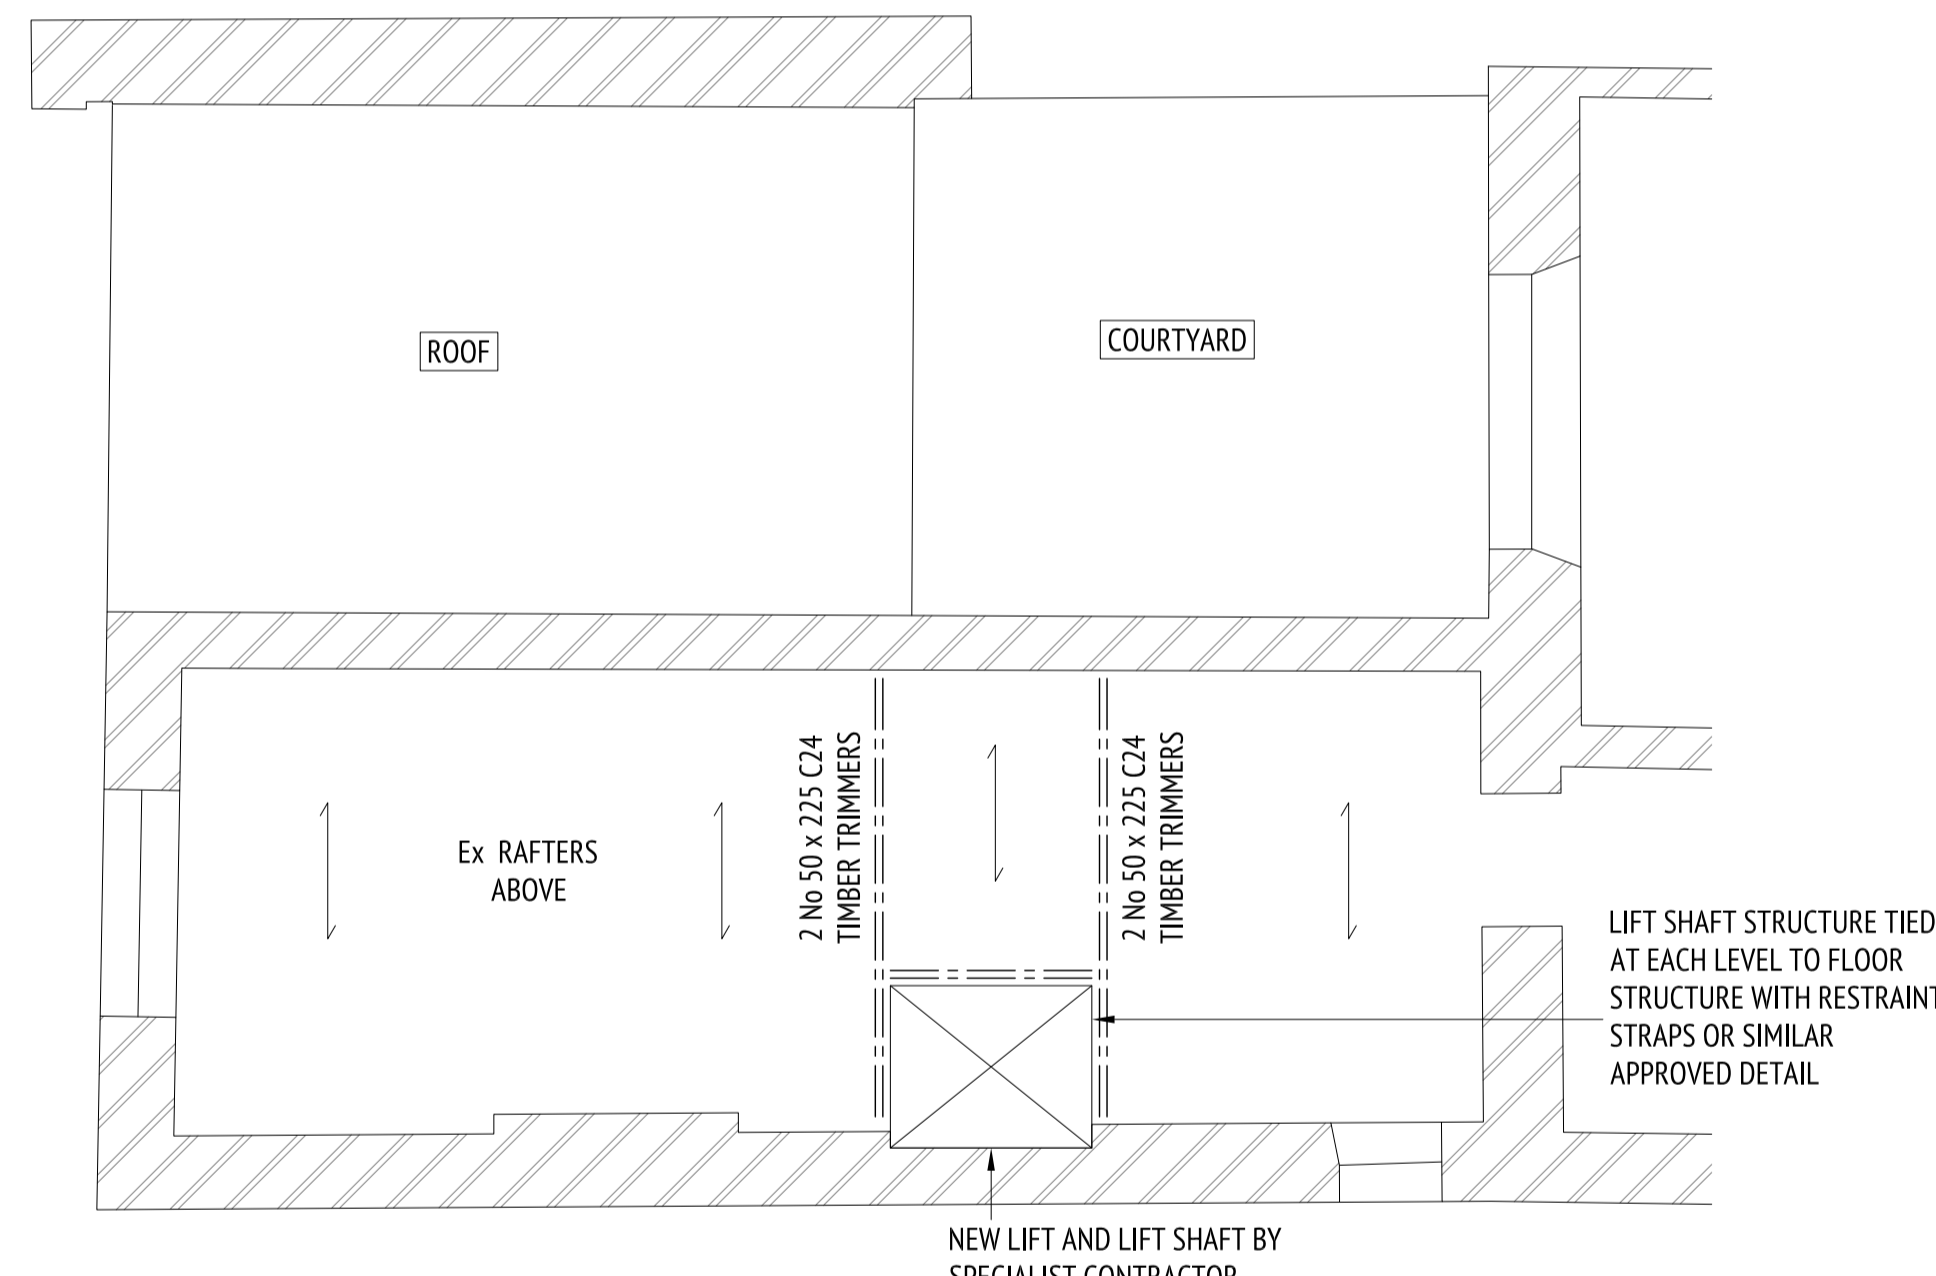 ROOF
COURTYARD
2 No 50 x 225 C24
TIMBER TRIMMERS
2 No 50 x 225 C24
TIMBER TRIMMERS
Ex RAFTERS
ABOVE
LIFT SHAFT STRUCTURE TIED
AT EACH LEVEL TO FLOOR
STRUCTURE WITH RESTRAINT
STRAPS OR SIMILAR
APPROVED DETAIL
NEW LIFT AND LIFT SHAFT BY
SPECIALIST CONTRACTOR